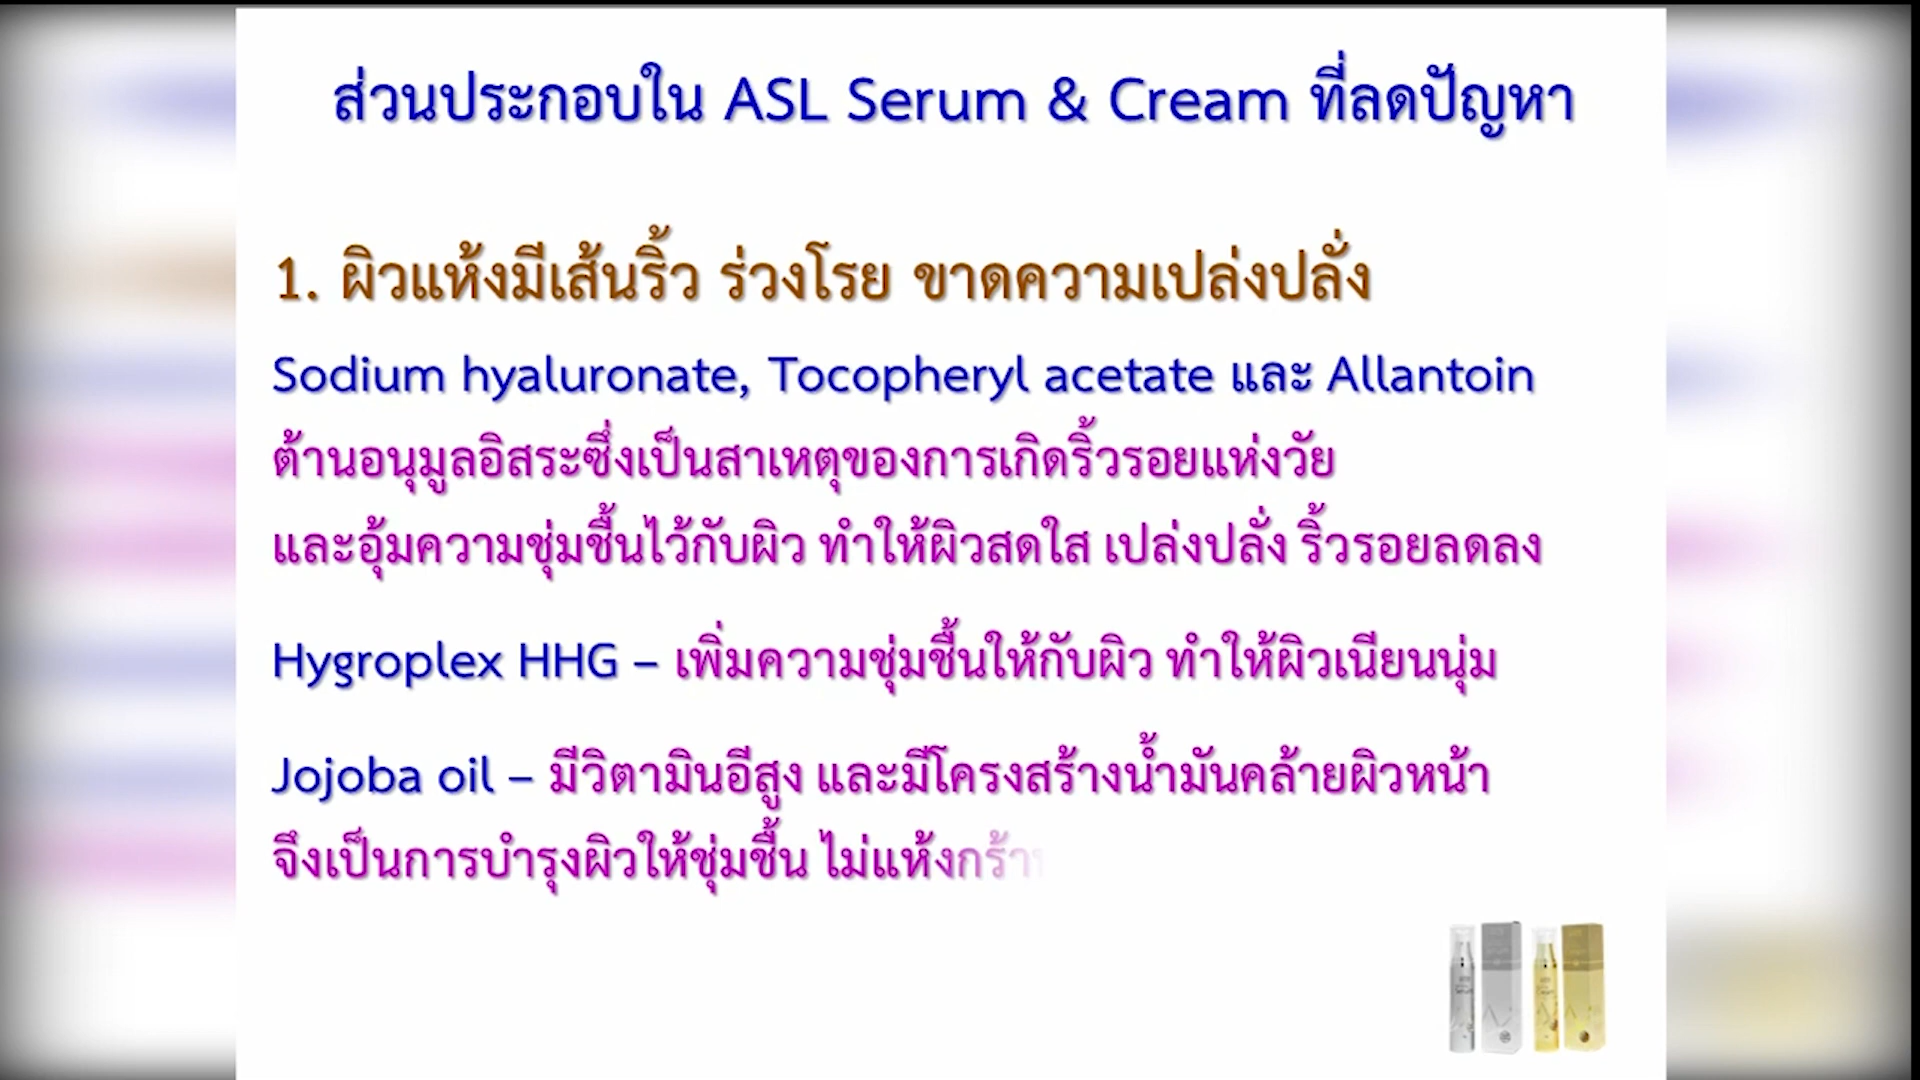 ส่วนประกอบใน ASL Serum & Cream ที่ลดปัญหา
1. ผิวแห้งมีเส้นริ้ว ร่วงโรย ขาดความเปล่งปลั่ง
Sodium hyaluronate, Tocopheryl acetate และ Allantoin
ต้านอนุมูลอิสระซึ่งเป็นสาเหตุของการเกิดริ้วรอยแห่งวัย
และอุ้มความชุ่มชื้นไว้กับผิว ทำให้ผิวสดใส เปล่งปลั่ง ริ้วรอยลดลง
Hygroplex HHG – เพิ่มความชุ่มชื้นให้กับผิว ทำให้ผิวเนียนนุ่ม
Jojoba oil – มีวิตามินอีสูง และมีโครงสร้างน้ำมันคล้ายผิวหน้า
จึงเป็นการบำรุงผิวให้ชุ่มชื้น ไม่แห้ง